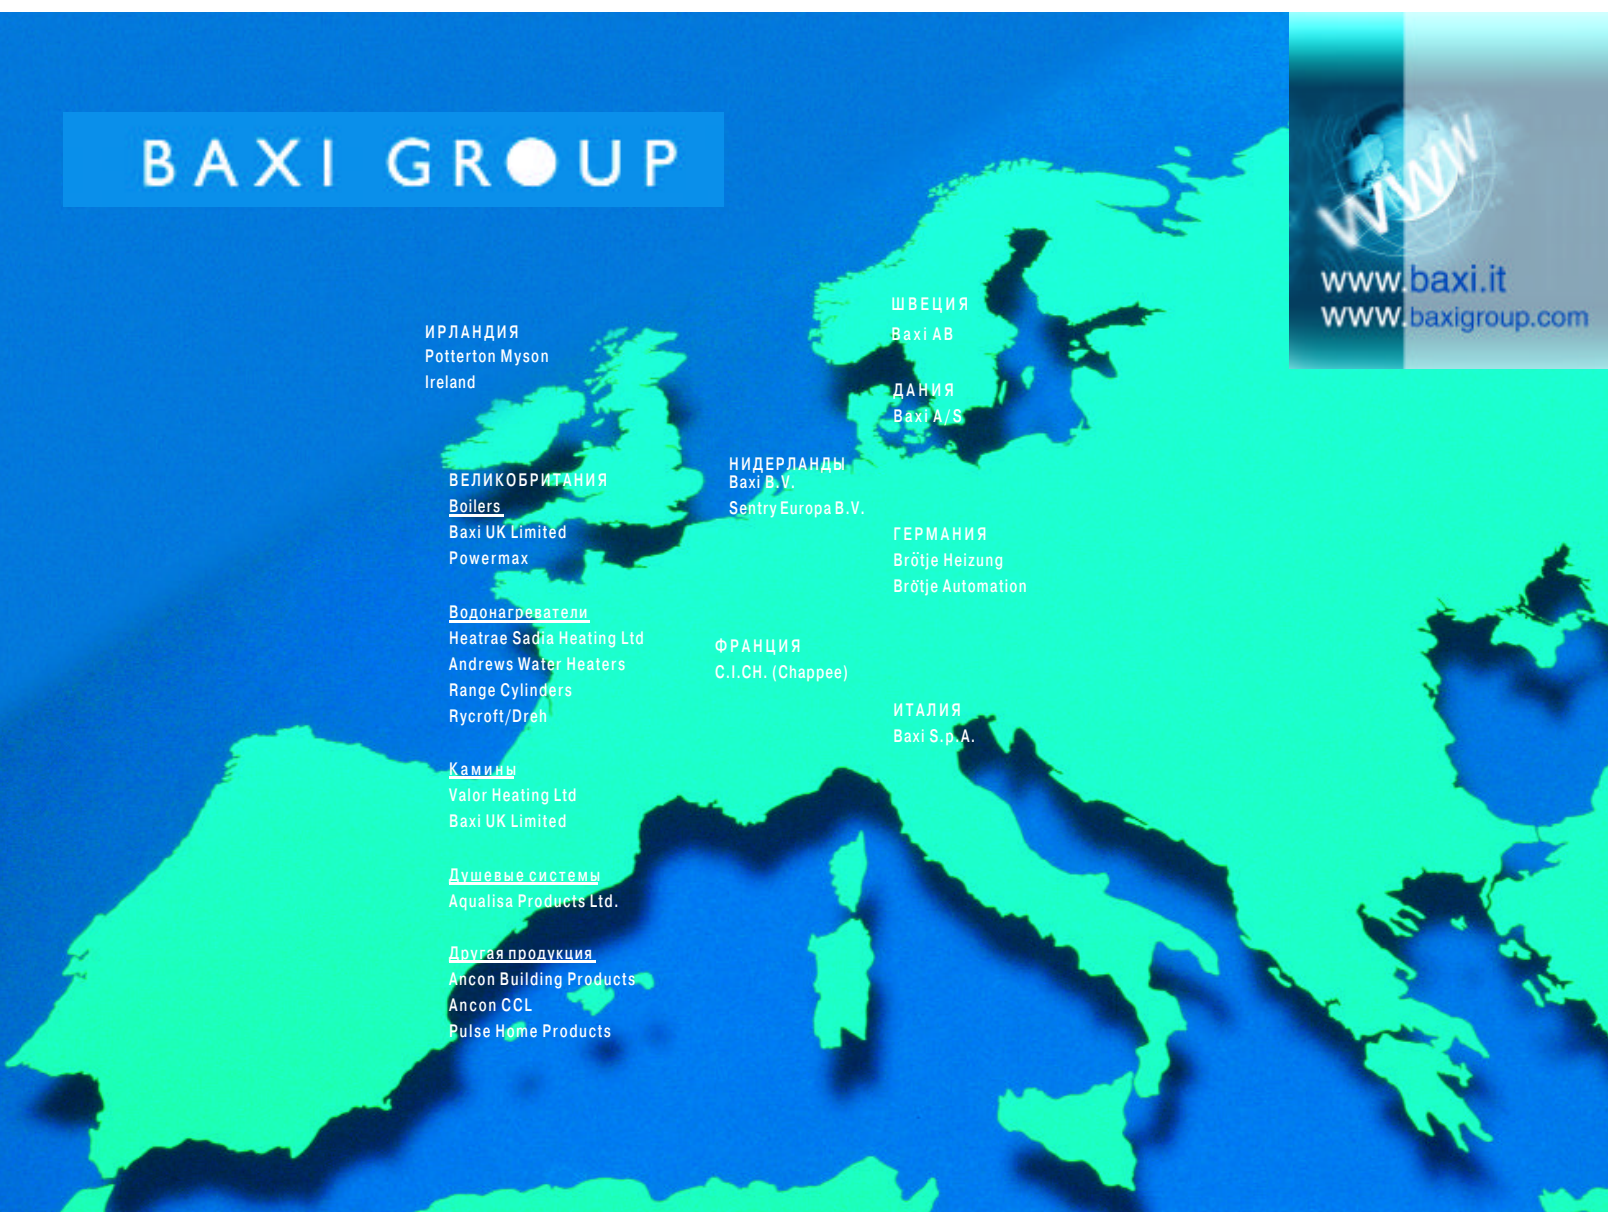 BAXI GROUP
www
www.baxi.it
www.baxigroup.com
ИРЛАНДИЯ
Potterton Myson
Ireland
ШВЕЦИЯ
Baxi AB
ДАНИЯ
Baxi A/S
НИДЕРЛАНДЫ
Baxi B.V.
Sentry Europa B.V.
ВЕЛИКОБРИТАНИЯ
Boilers
Baxi UK Limited
Powermax
Водонагреватели
Heatrae Sadia Heating Ltd
Andrews Water Heaters
Range Cylinders
Rycroft/Dreh
Камины
Valor Heating Ltd
Baxi UK Limited
Душевые системы
Aqualisa Products Ltd.
Другая продукция
Ancon Building Products
Ancon CCL
Pulse Home Products
ГЕРМАНИЯ
Brötje Heizung
Brötje Automation
ФРАНЦИЯ
C.I.CH. (Chappee)
ИТАЛИЯ
Baxi S.p.A.